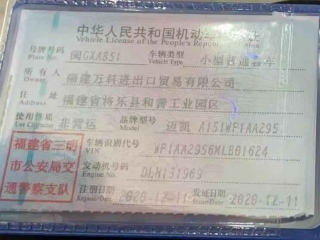 中华人民共和国机动车行驶证
Vehicle License of the People's Republic
号牌号码 闽GXA851 车辆类型 小型普通客车
Plate No. Vehicle Type
所有人 福建万科进出口贸易有限公司
Owner
住址 福建省将乐县和善工业园区
Address
使用性质 非营运 品牌型号 迈凯 A151WP1AA295
Use Character Model
福建省三明
市公安局交
通警察支队
车辆识别代号 WP1AA2956MLB01624
VIN
发动机号码 DLH131969
Engine No.
注册日期 2020-12-11 发证日期 2020-12-11
Register Date Issue Date